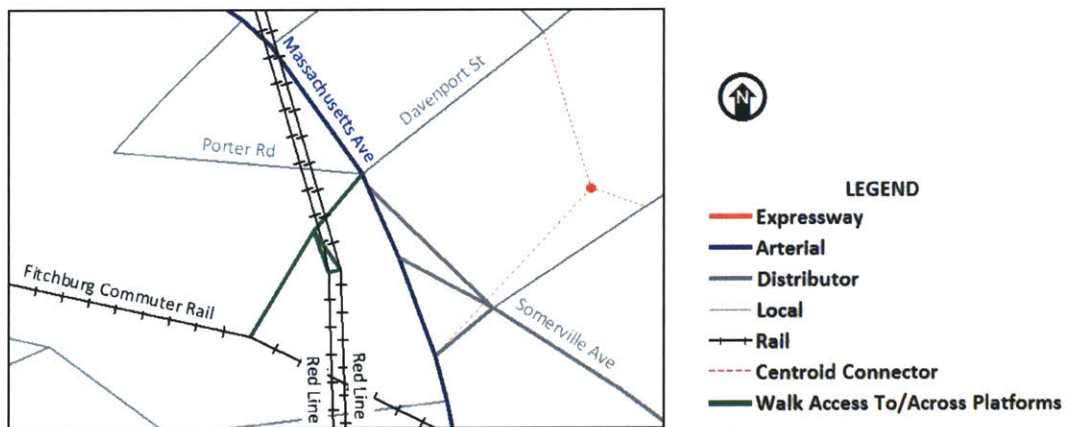 Massachusetts Ave
Davenport St
Porter Rd
Fitchburg Commuter Rail
Red Line
Red Line
Somerville Ave
N
LEGEND
Expressway
Arterial
Distributor
Local
Rail
Centroid Connector
Walk Access To/Across Platforms